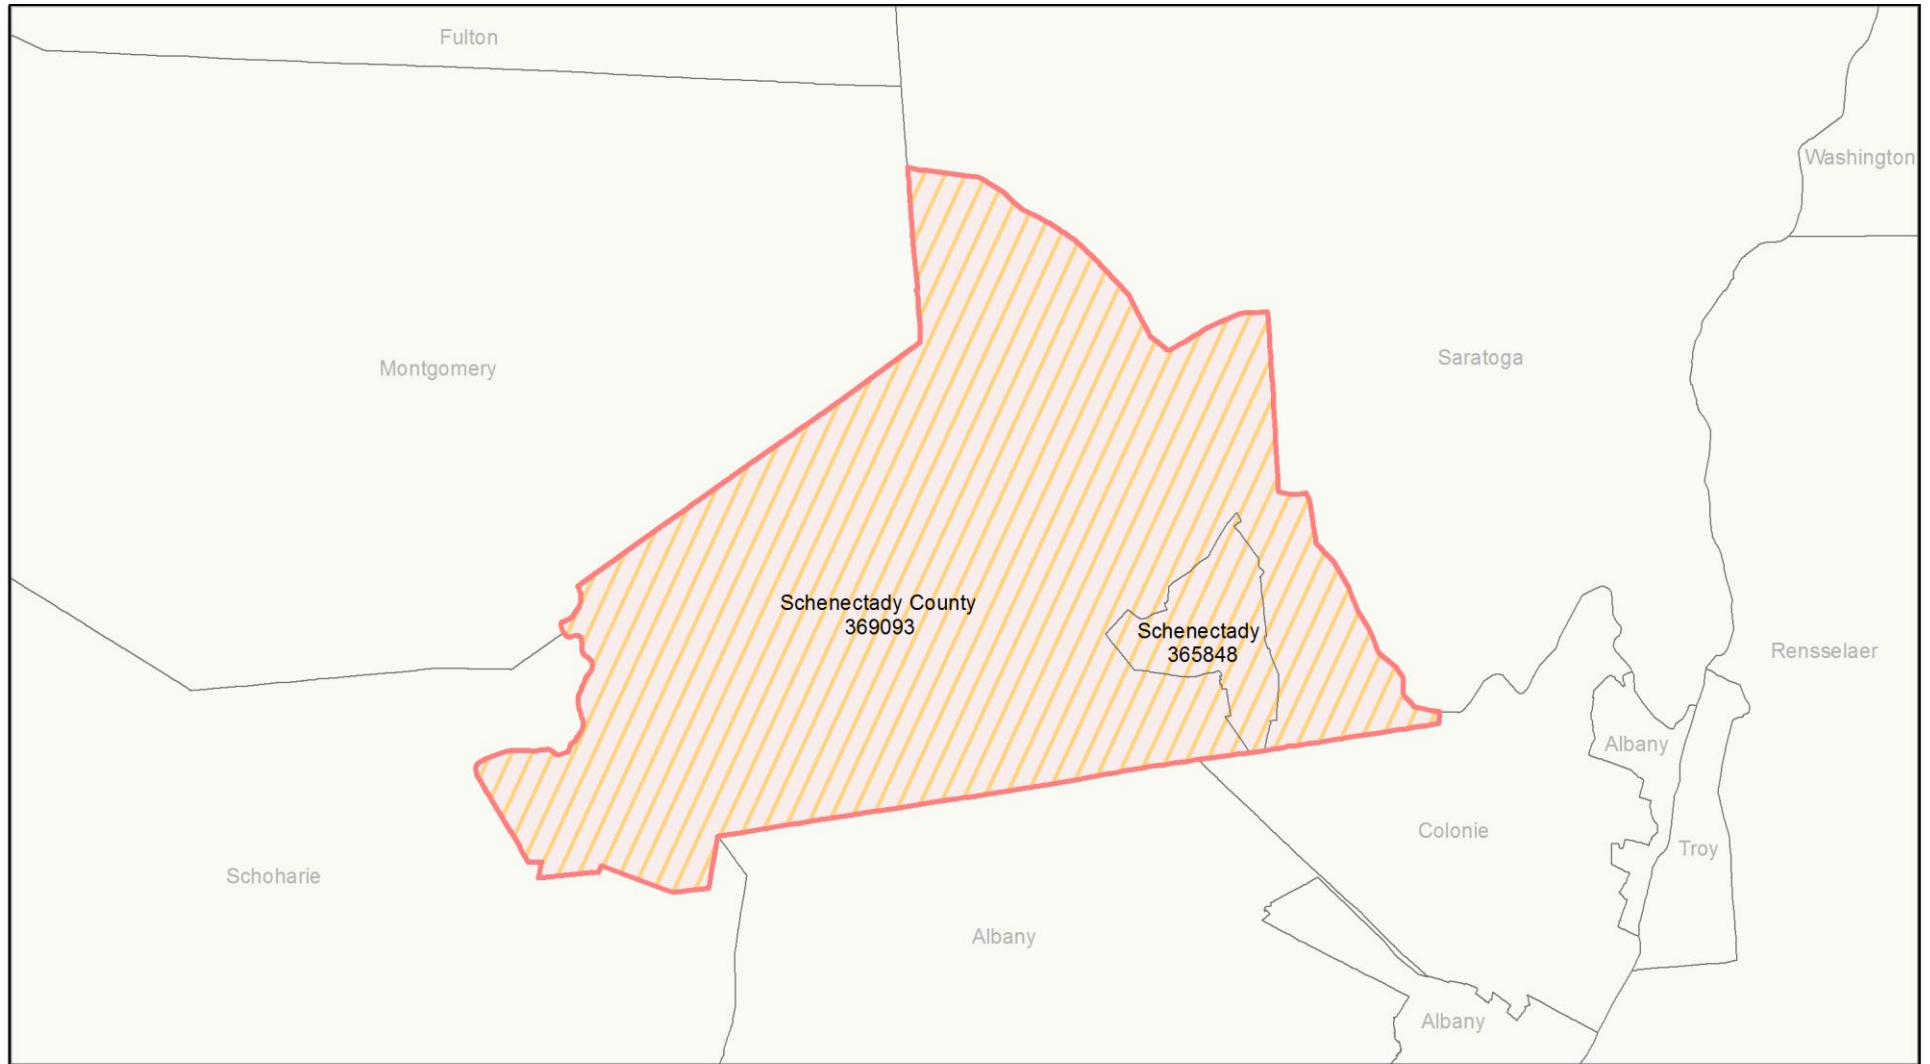 Fulton
Washington
Saratoga
Montgomery
Schenectady County
369093
Schenectady
365848
Rensselaer
Albany
Colonie
Troy
Schoharie
Albany
Albany